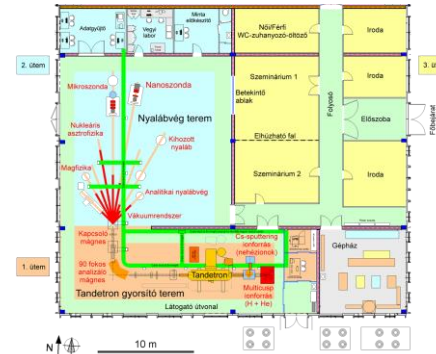 Adatgyűjtő
Vegyi
labor
Minta
előkészítő
Női/Férfi
WC-zuhanyozó-öltöző
Iroda
2. ütem
3. ü
Mikroszonda
Nanoszonda
Nyalábvég terem
Szeminárium 1
Iroda
Betekintő
ablak
Folyosó
Nukleáris
asztrofizika
Kihozott
nyaláb
Előszoba
Főbejárat
Elhúzható fal
Magfizika
Analitikai nyalábvég
Szeminárium 2
Iroda
Vákuumrendszer
Kapcsoló
mágnes
Cs-sputtering
ionforrás
(nehézionok)
1. ütem
90 fokos
analizáló
mágnes
Tandetron
Gépház
Tandetron gyorsító terem
Multicusp
ionforrás
(H + He)
Látogató útvonal
N
10 m